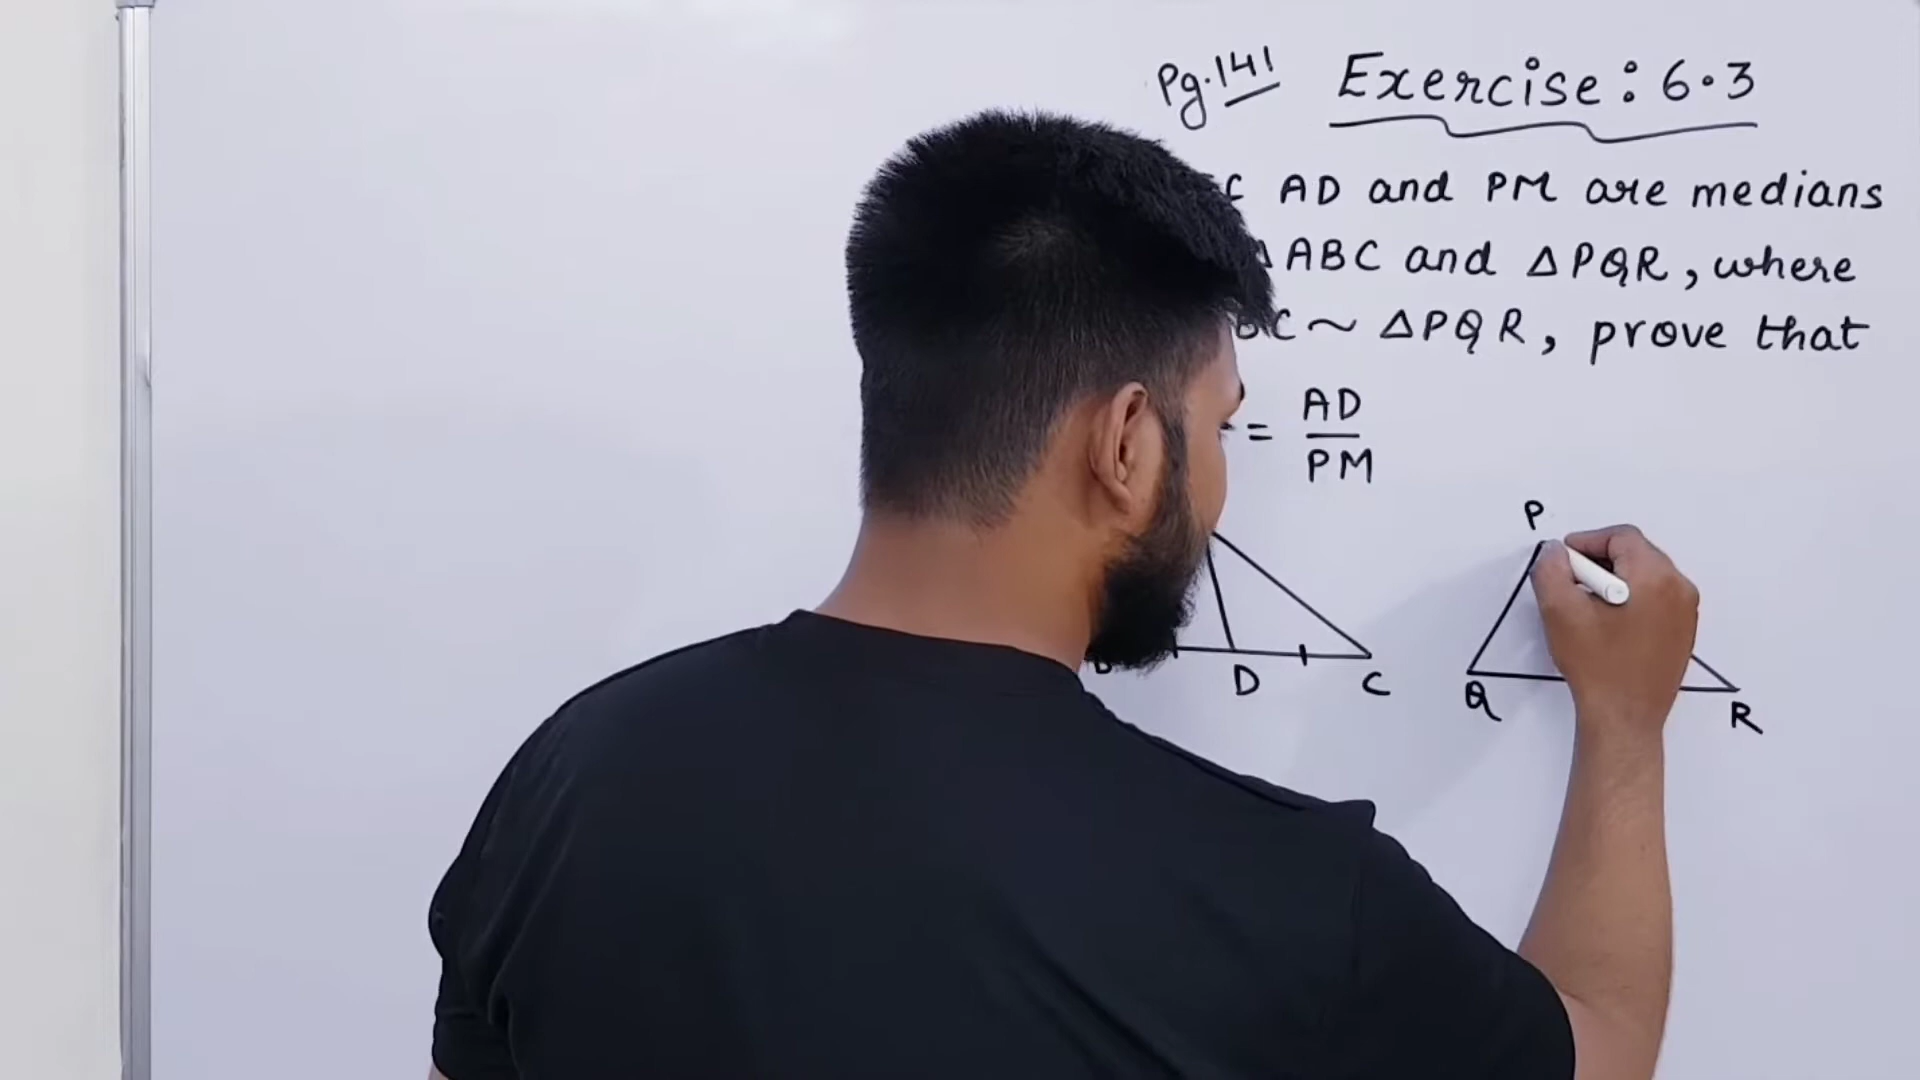 Pg.141 Exercise: 6.3
AD and PM are medians
ABC and ΔPQR, where
~ ΔPQR, prove that
= AD
PM
P
D C Q R